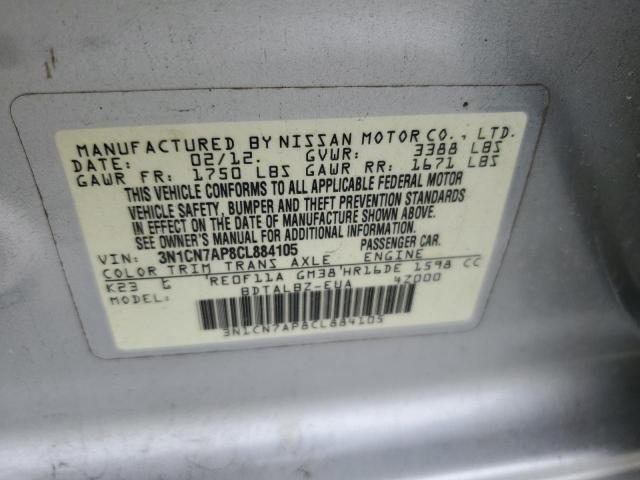 MANUFACTURED BY NISSAN MOTOR CO., LTD.
DATE: 02/12. GVWR: 3388 LBS
GAWR FR: 1750 LBS GAWR RR: 1671 LBS
THIS VEHICLE CONFORMS TO ALL APPLICABLE FEDERAL MOTOR
VEHICLE SAFETY, BUMPER AND THEFT PREVENTION STANDARDS
IN EFFECT ON THE DATE OF MANUFACTURE SHOWN ABOVE.
SEE OWNER'S MANUAL FOR ADDITIONAL INFORMATION.
VIN: 3N1CN7AP8CL884105 PASSENGER CAR.
COLOR TRIM TRANS AXLE ENGINE
K23 G RE0F11A GM38 HR16DE 1598 CC
MODEL: BDTALBZ-EUA 42000
3N1CN7AP8CL884105